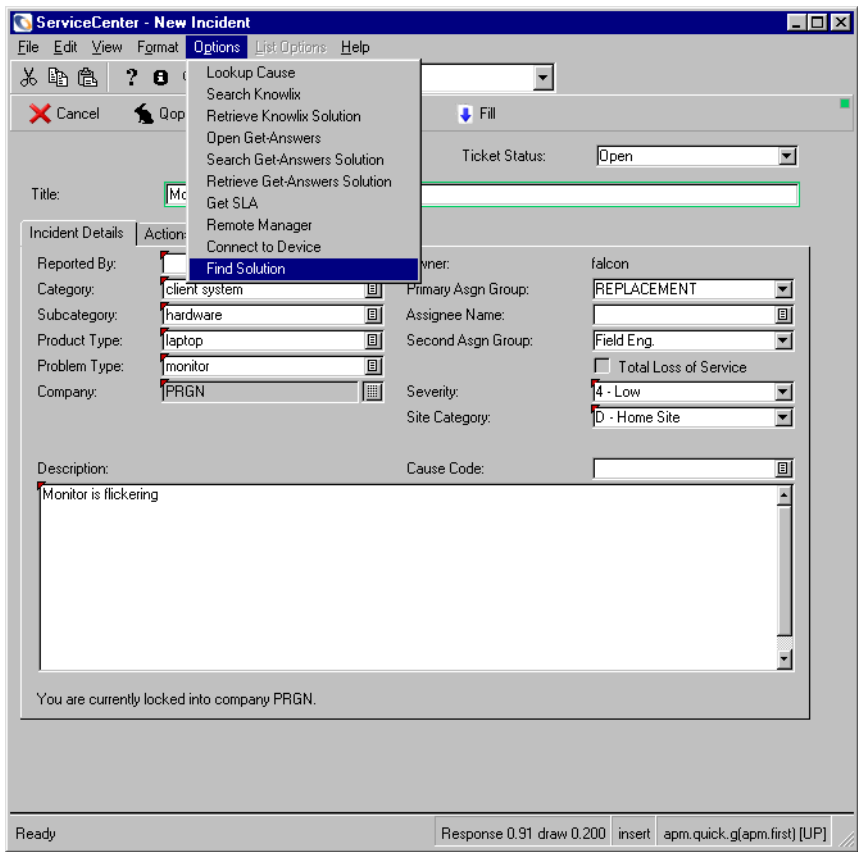 ServiceCenter - New Incident
File Edit View Format Options List Options Help
Lookup Cause
Search Knowlix
Retrieve Knowlix Solution
Open Get-Answers
Search Get-Answers Solution
Retrieve Get-Answers Solution
Get SLA
Remote Manager
Connect to Device
Find Solution
Cancel Qop Fill
Ticket Status: Open
Title: Mo
Incident Details Action
Reported By: wner: falcon
Category: client system Primary Asgn Group: REPLACEMENT
Subcategory: hardware Assignee Name:
Product Type: laptop Second Asgn Group: Field Eng.
Problem Type: monitor Total Loss of Service
Company: PRGN Severity: 4 - Low
Site Category: D - Home Site
Description: Cause Code:
Monitor is flickering
You are currently locked into company PRGN.
Ready Response 0.91 draw 0.200 insert apm.quick.g(apm.first) [UP]